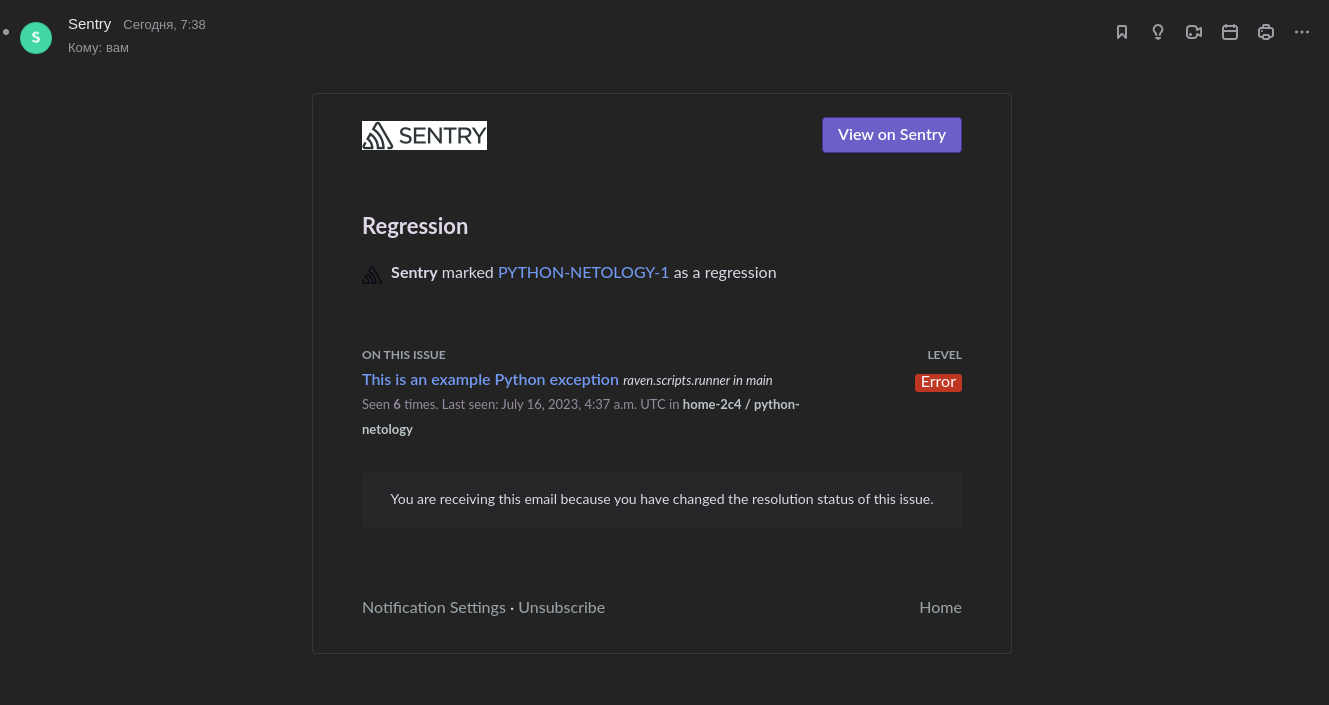 Sentry Сегодня, 7:38
S
Кому: вам
SENTRY
View on Sentry
Regression
Sentry marked PYTHON-NETOLOGY-1 as a regression
ON THIS ISSUE LEVEL
This is an example Python exception raven.scripts.runner in main Error
Seen 6 times. Last seen: July 16, 2023, 4:37 a.m. UTC in home-2c4 / python-
netology
You are receiving this email because you have changed the resolution status of this issue.
Notification Settings · Unsubscribe Home